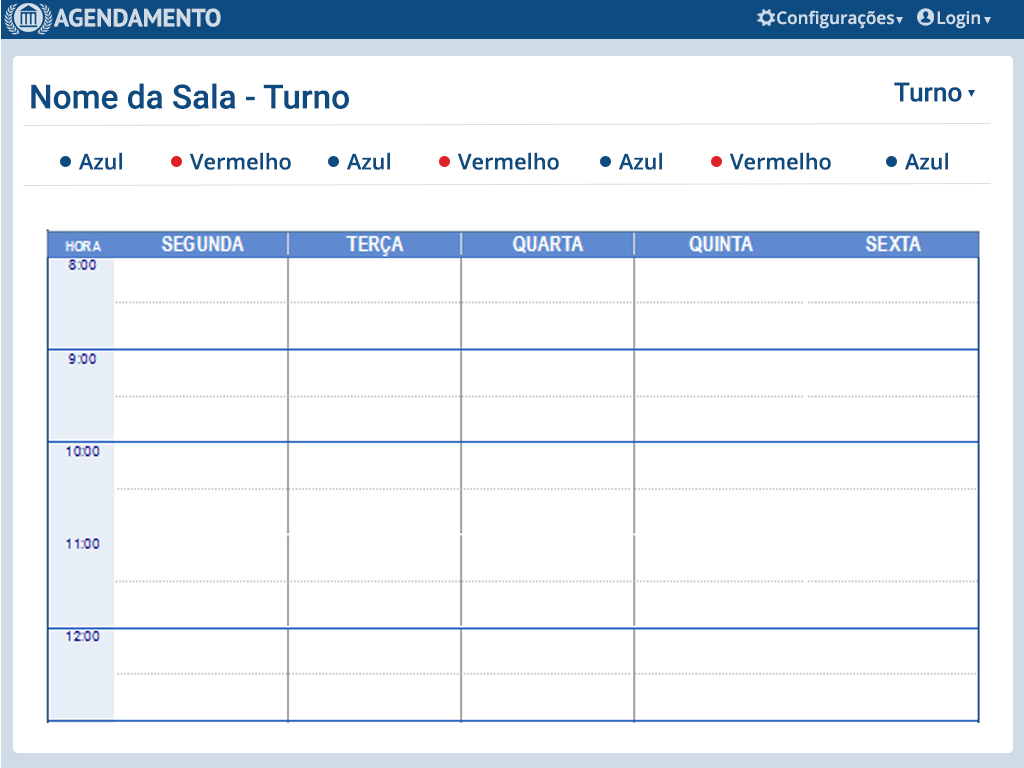 AGENDAMENTO Configurações Login
Nome da Sala - Turno Turno
Azul Vermelho Azul Vermelho Azul Vermelho Azul
HORA SEGUNDA TERÇA QUARTA QUINTA SEXTA
8:00
9:00
10:00
11:00
12:00